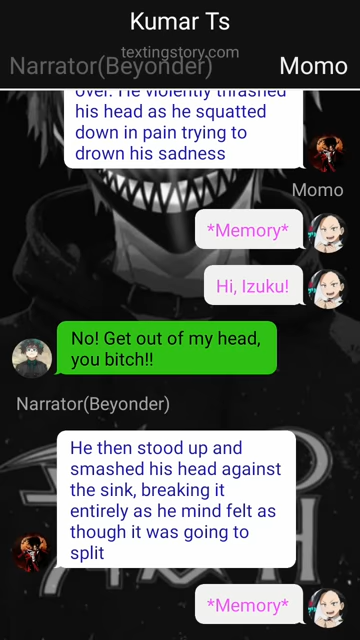 Kumar Ts
textingstory.com
Narrator(Beyonder)
Momo
over. He violently thrashed
his head as he squatted
down in pain trying to
drown his sadness
Momo
*Memory*
Hi, Izuku!
No! Get out of my head,
you bitch!!
Narrator(Beyonder)
He then stood up and
smashed his head against
the sink, breaking it
entirely as he mind felt as
though it was going to
split
*Memory*